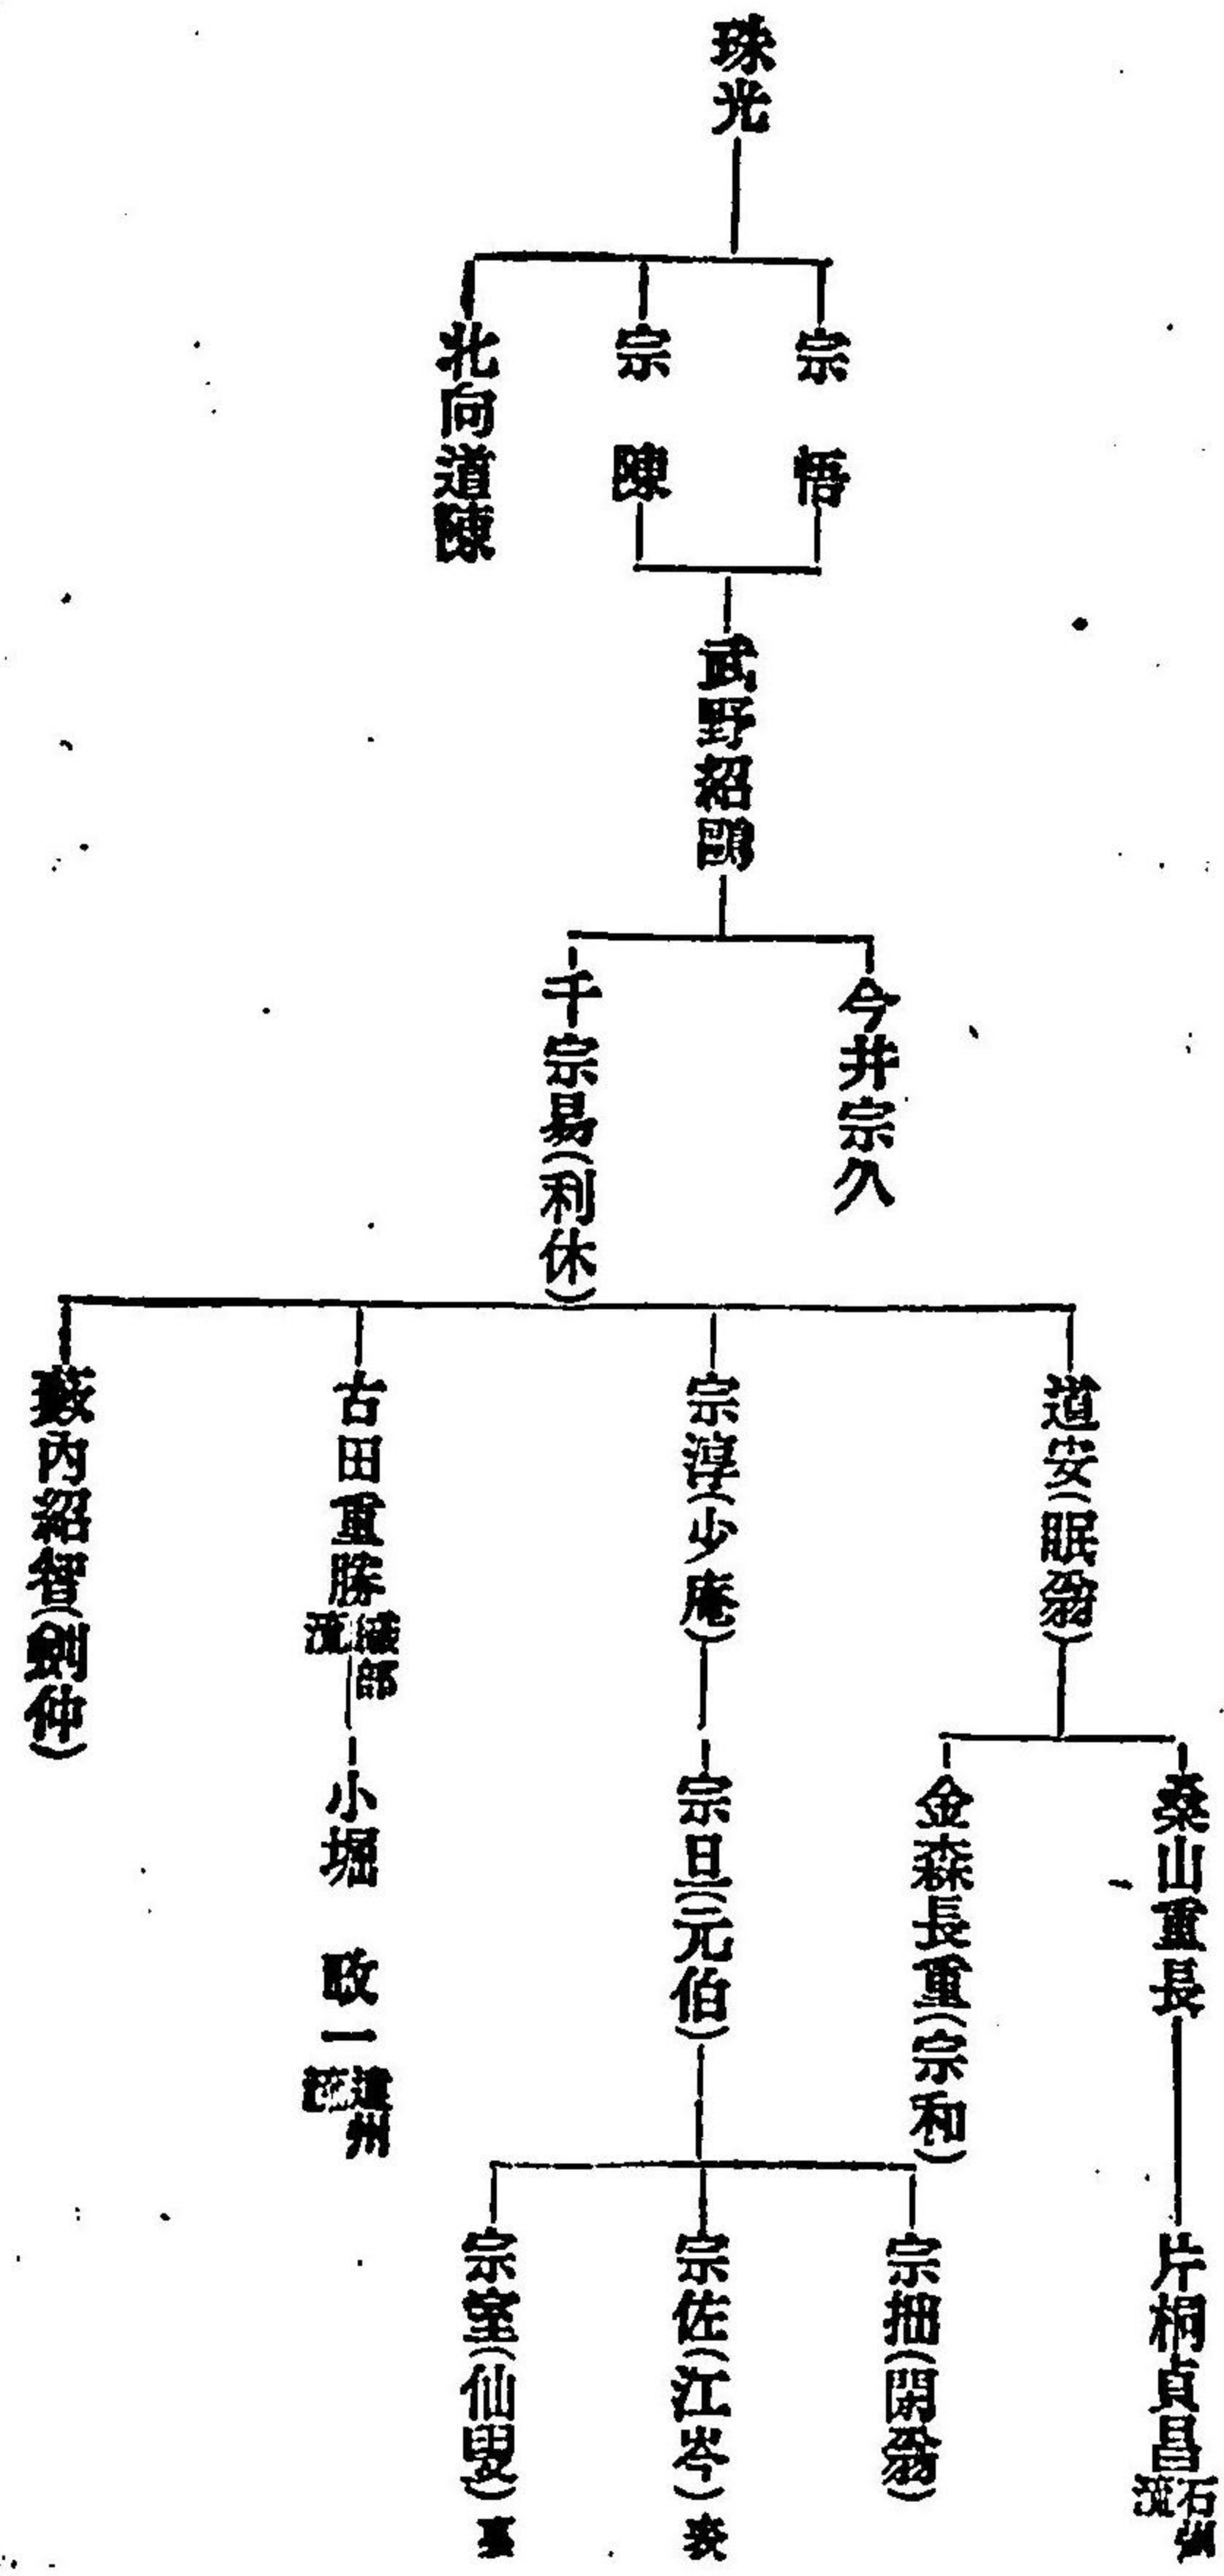 珠光
宗悟
宗陳
北向道陳
武野紹鷗
今井宗久
千宗易(利休)
道安(眠翁)
宗淳(少庵)
古田重勝 織部流
藪内紹智(劍仲)
桑山重長
金森長重(宗和)
宗旦(元伯)
小堀政一 遠州流
片桐貞昌 石州流
宗拙(閑翁)
宗佐(江岑)表
宗室(仙叟)裏